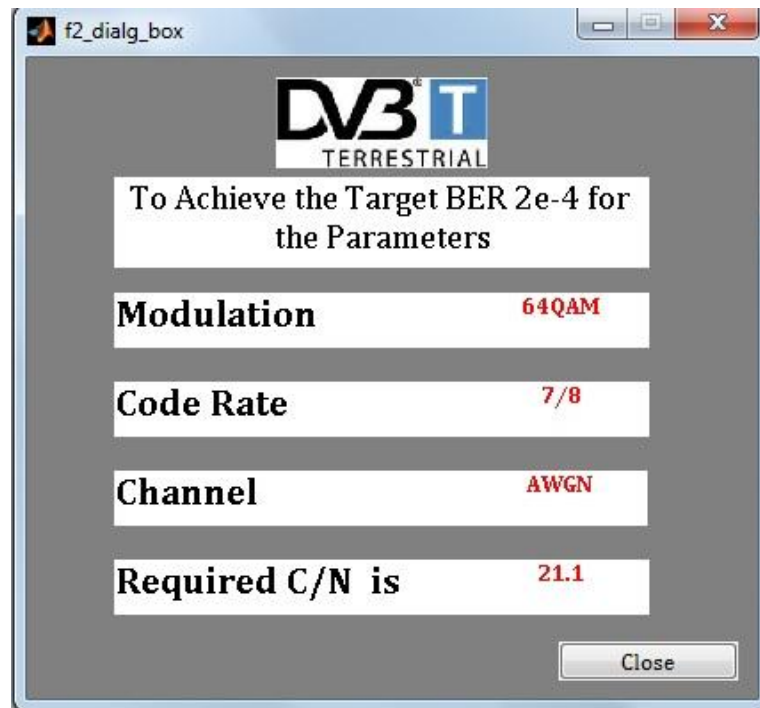 f2_dialg_box
DVB T
TERRESTRIAL
To Achieve the Target BER 2e-4 for
the Parameters
Modulation 64QAM
Code Rate 7/8
Channel AWGN
Required C/N is 21.1
Close